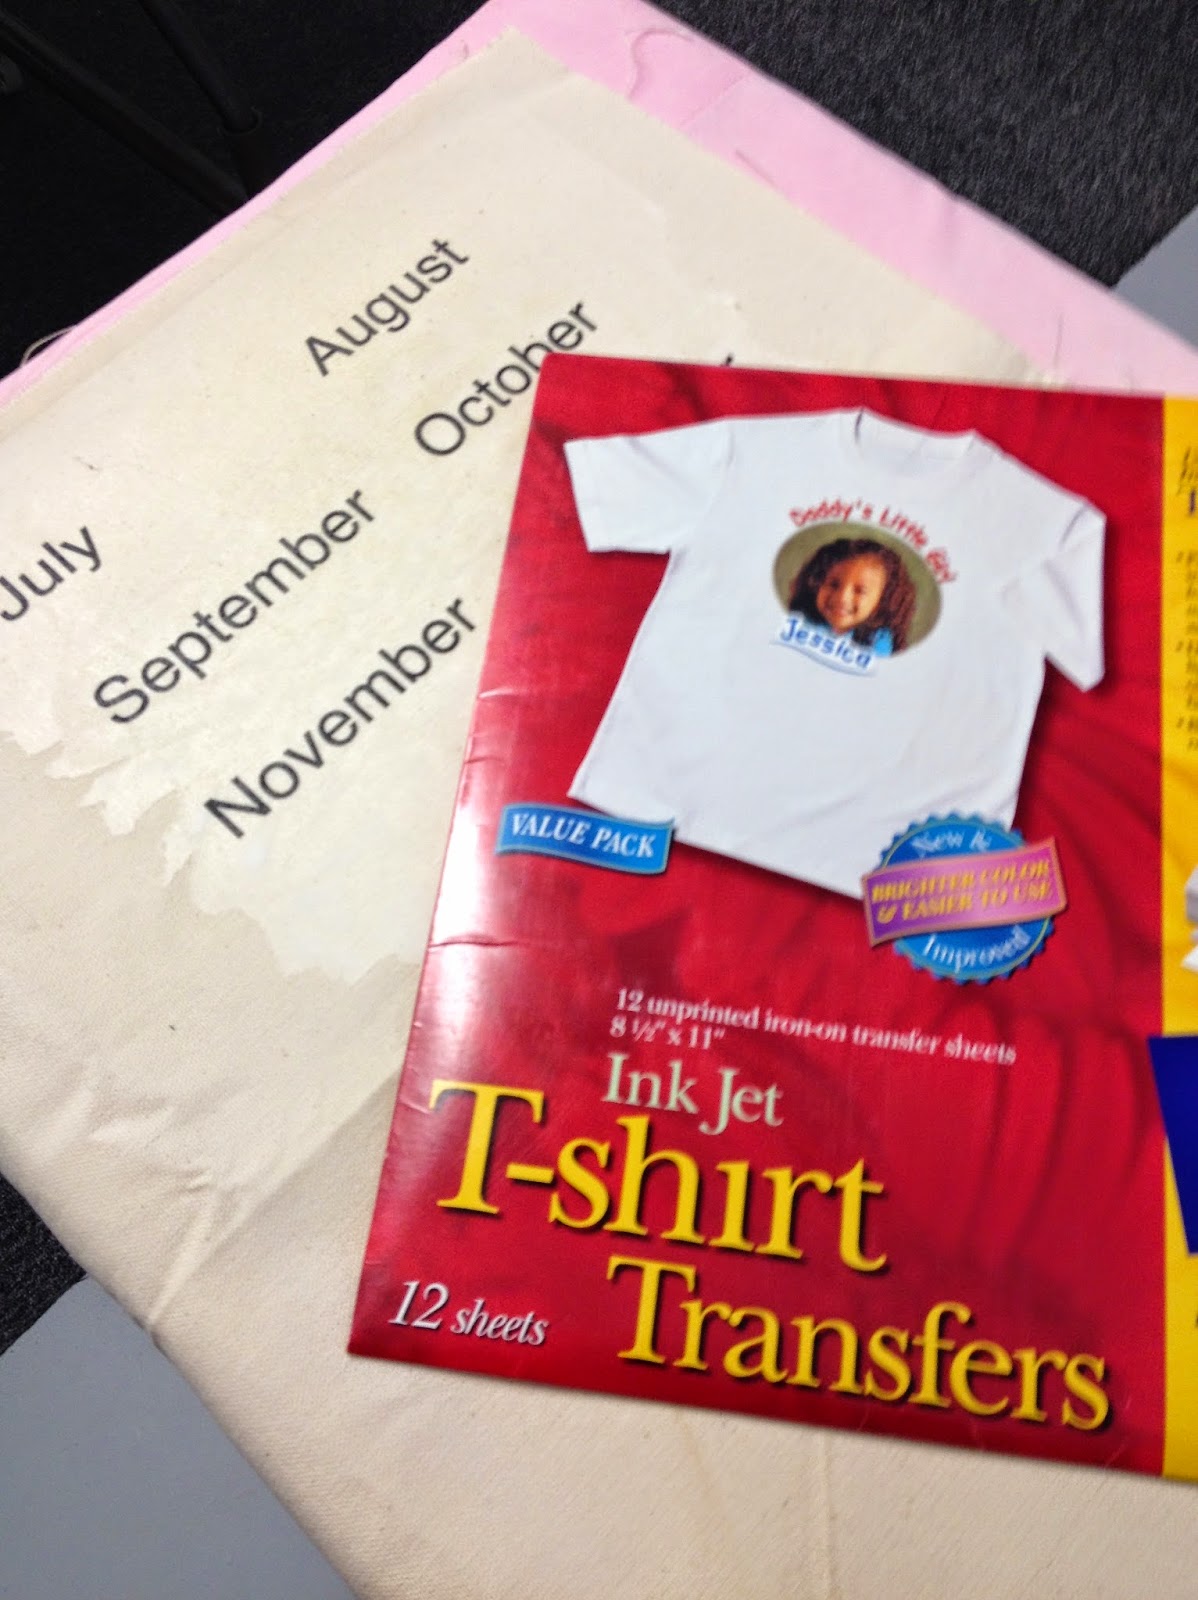 August
October
July
September
November
Daddy's Little Girl
Jessica
VALUE PACK
New &
BRIGHTER COLOR
& EASIER TO USE
Improved!
12 unprinted iron-on transfer sheets
8 ½" x 11"
Ink Jet
T-shirt
Transfers
12 sheets